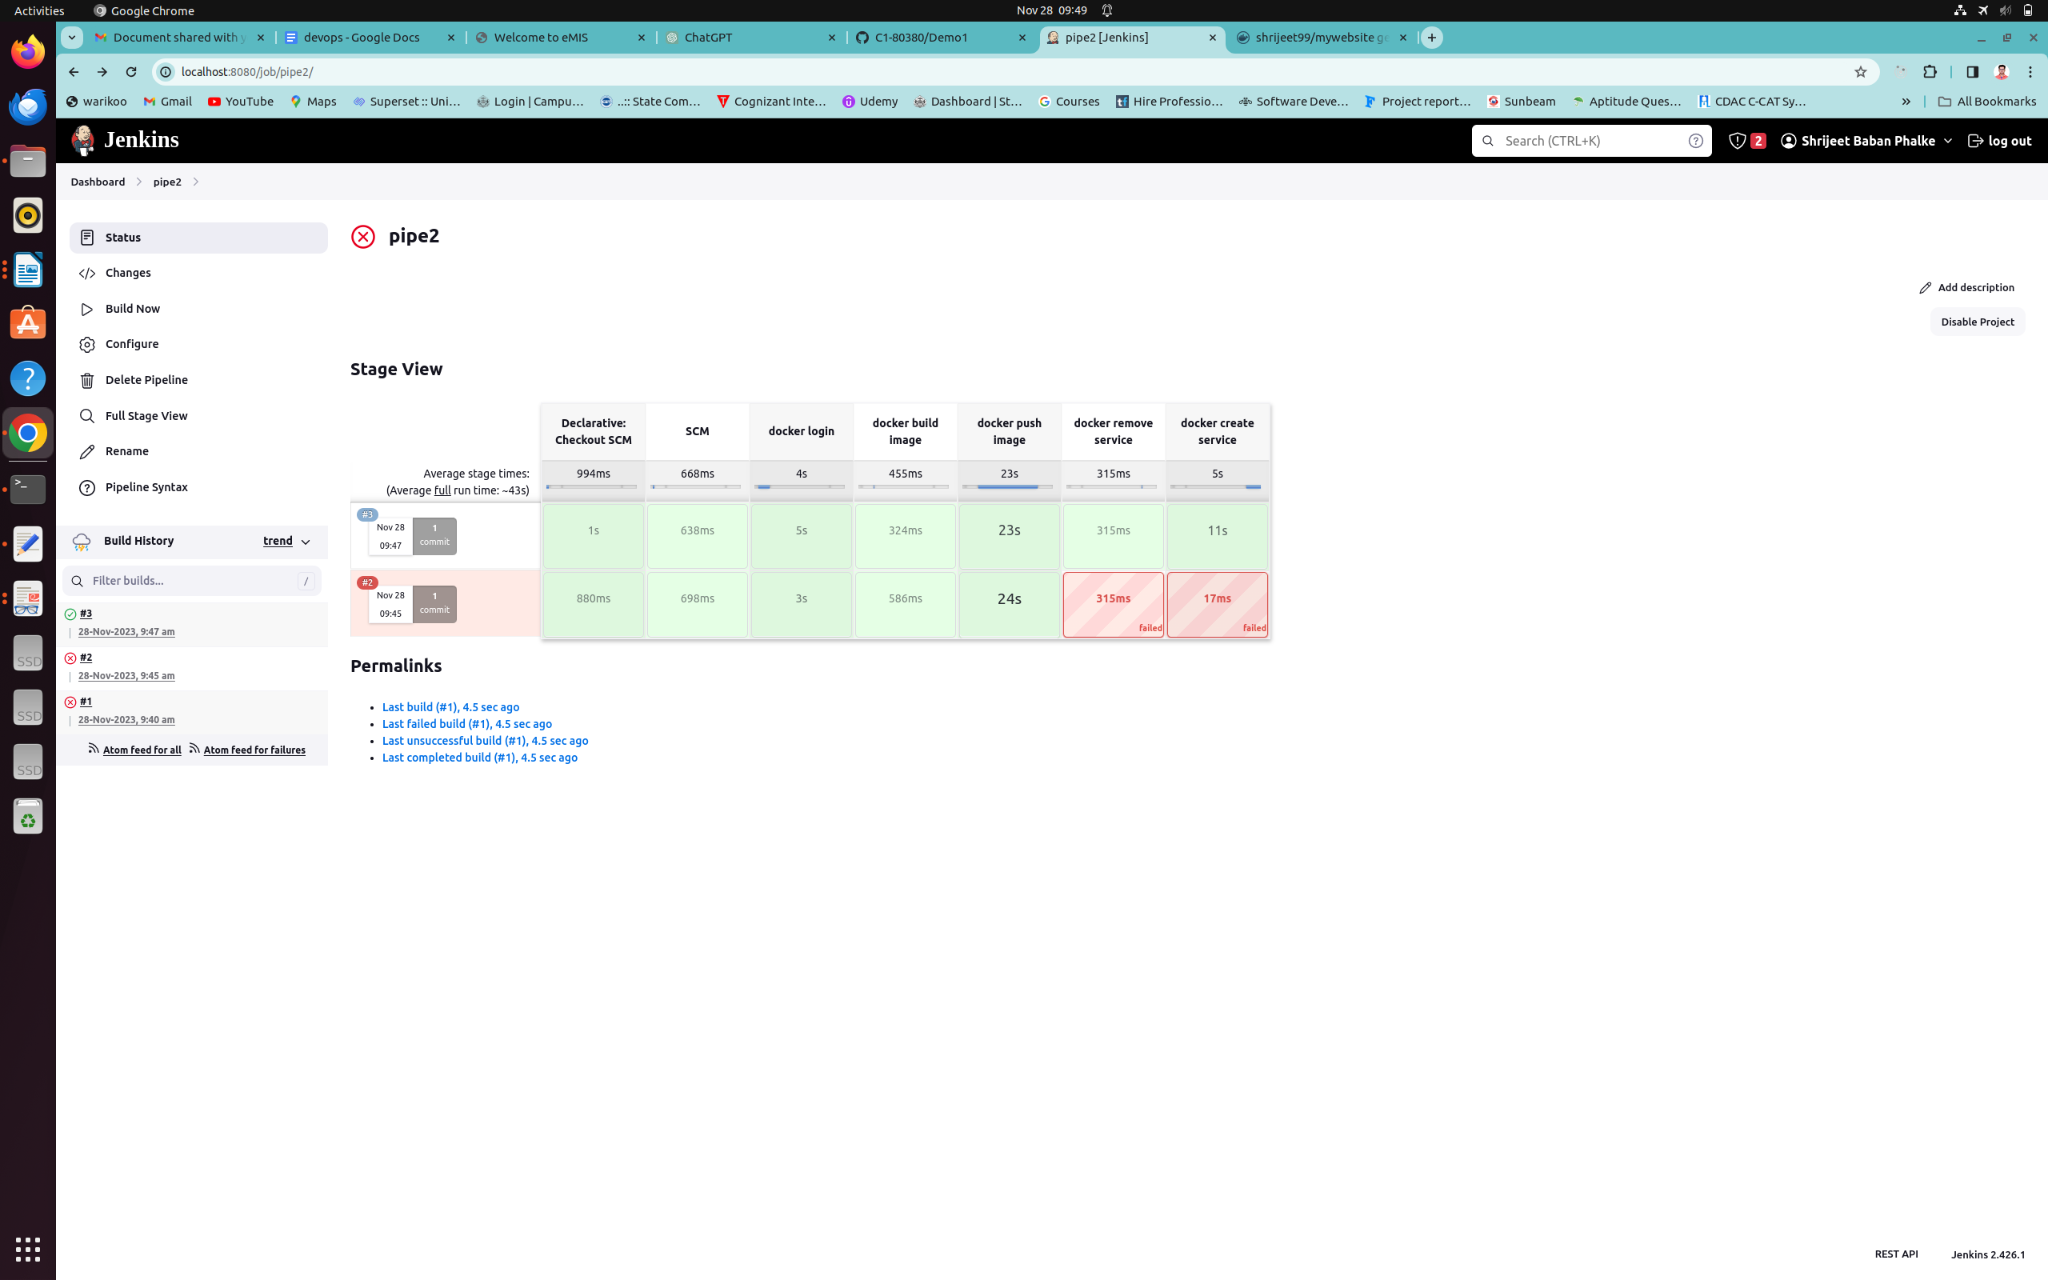 Activities
Google Chrome
Nov 28 09:49
Document shared with y
devops - Google Docs
Welcome to eMIS
ChatGPT
C1-80380/Demo1
pipe2 [Jenkins]
shrijeet99/mywebsite ge
localhost:8080/job/pipe2/
warikoo
Gmail
YouTube
Maps
Superset :: Uni...
Login | Campu...
..:: State Com...
Cognizant Inte...
Udemy
Dashboard | St...
Courses
Hire Professio...
Software Deve...
Project report...
Sunbeam
Aptitude Ques...
CDAC C-CAT Sy...
»
All Bookmarks
Jenkins
Search (CTRL+K)
2
Shrijeet Baban Phalke
log out
Dashboard
pipe2
Status
Changes
Build Now
Configure
Delete Pipeline
Full Stage View
Rename
Pipeline Syntax
Build History
trend
Filter builds...
/
#3
28-Nov-2023, 9:47 am
#2
28-Nov-2023, 9:45 am
#1
28-Nov-2023, 9:40 am
Atom feed for all
Atom feed for failures
pipe2
Add description
Disable Project
Stage View
Declarative: Checkout SCM
SCM
docker login
docker build image
docker push image
docker remove service
docker create service
Average stage times:
(Average full run time: ~43s)
994ms
668ms
4s
455ms
23s
315ms
5s
#3
Nov 28
09:47
1
commit
1s
638ms
5s
324ms
23s
315ms
11s
#2
Nov 28
09:45
1
commit
880ms
698ms
3s
586ms
24s
315ms
failed
17ms
failed
Permalinks
Last build (#1), 4.5 sec ago
Last failed build (#1), 4.5 sec ago
Last unsuccessful build (#1), 4.5 sec ago
Last completed build (#1), 4.5 sec ago
SSD
SSD
SSD
REST API
Jenkins 2.426.1